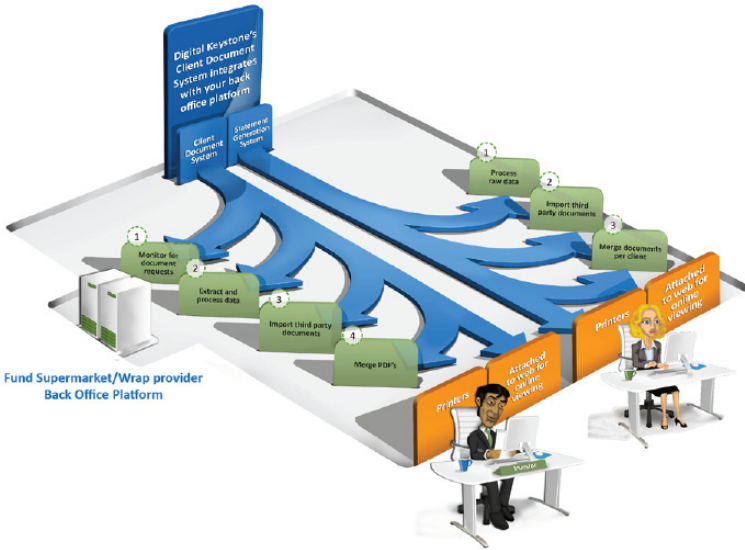 Digital Keystone's
Client Document
System integrates
with your back
office platform
Client
Document
System
Statement
Generation
System
1
Process
raw data
2
Import third
party documents
3
Merge documents
per client
1
Monitor for
document
requests
2
Extract and
process data
3
Import third party
documents
4
Merge PDF's
Printers
Attached
to web for
online
viewing
Printers
Attached
to web for
online
viewing
Investor
Fund Supermarket/Wrap provider
Back Office Platform